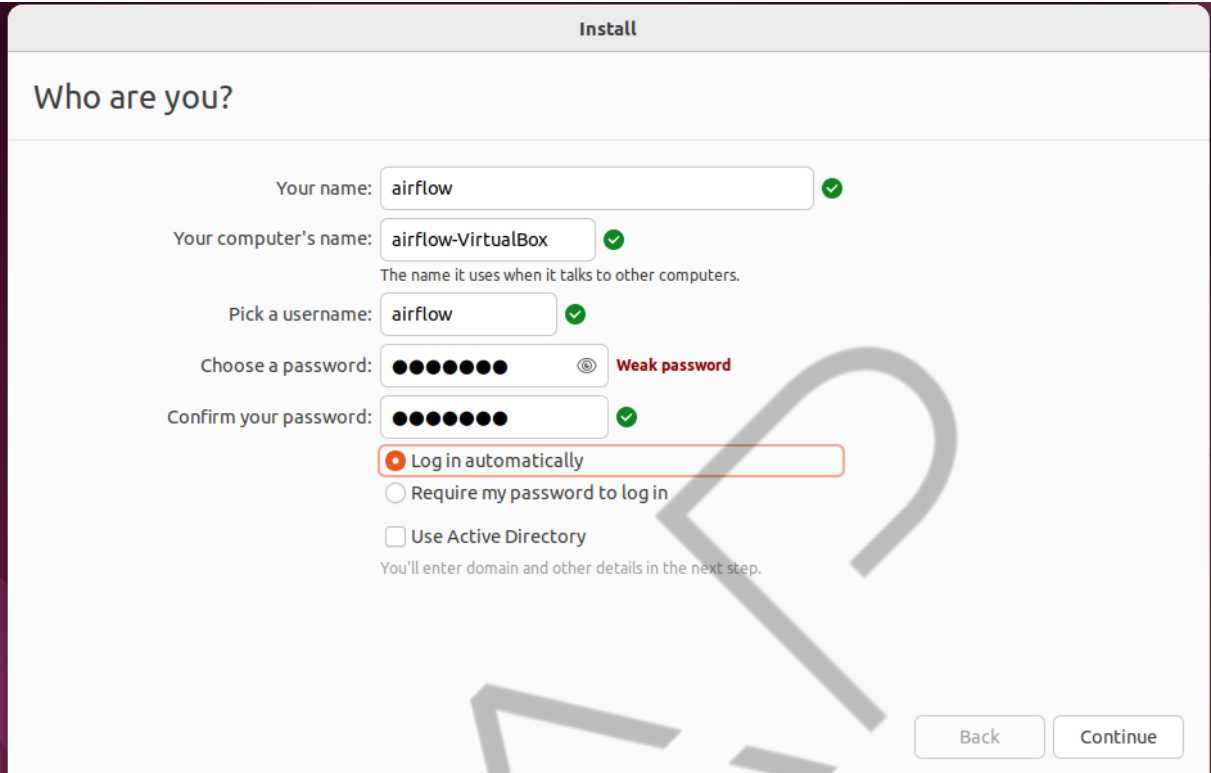 Install
Who are you?
Your name: airflow
Your computer's name: airflow-VirtualBox
The name it uses when it talks to other computers.
Pick a username: airflow
Choose a password: ●●●●●●● Weak password
Confirm your password: ●●●●●●●
Log in automatically
Require my password to log in
Use Active Directory
You'll enter domain and other details in the next step.
Back Continue